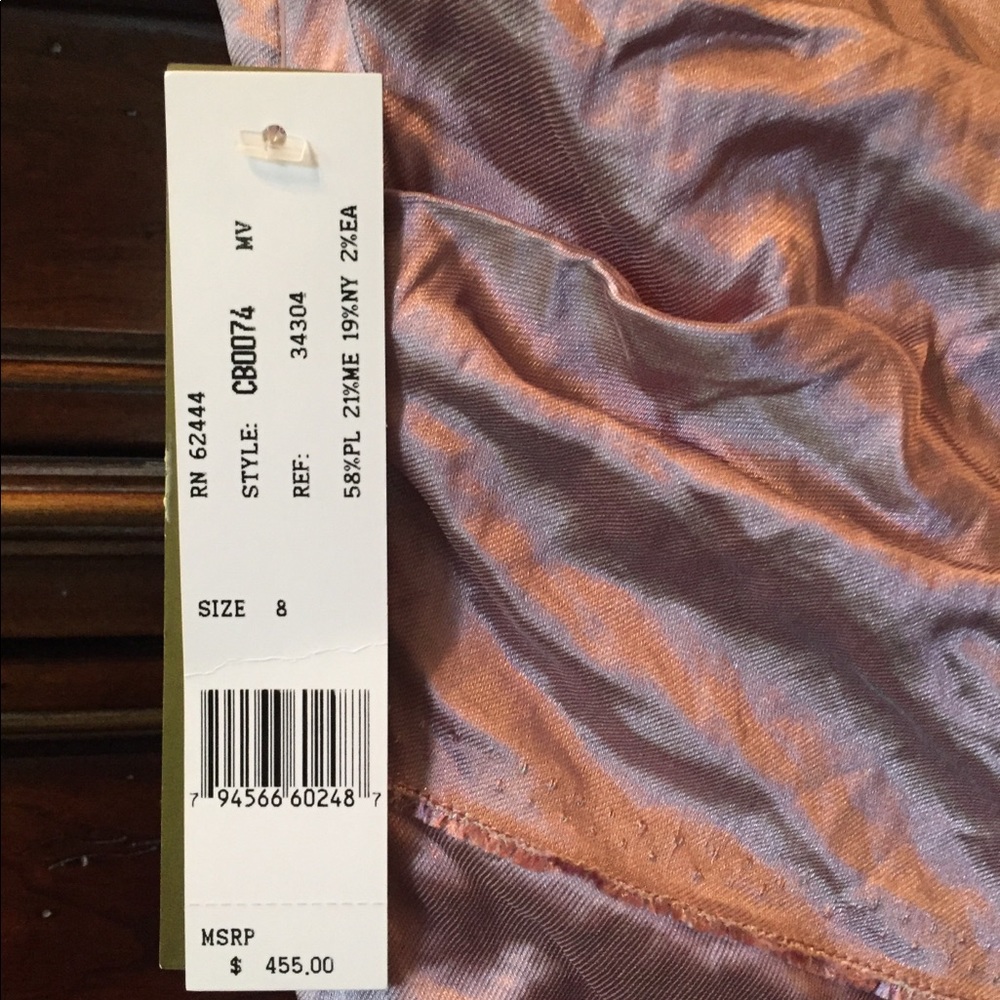 RN 62444
STYLE: CB0074 MV
REF: 34304
58%PL 21%ME 19%NY 2%EA
SIZE 8
7 94566 60248 7
MSRP
$ 455.00